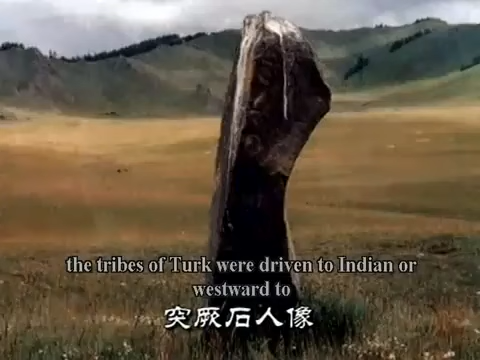 the tribes of Turk were driven to Indian or
westward to
突厥石人像